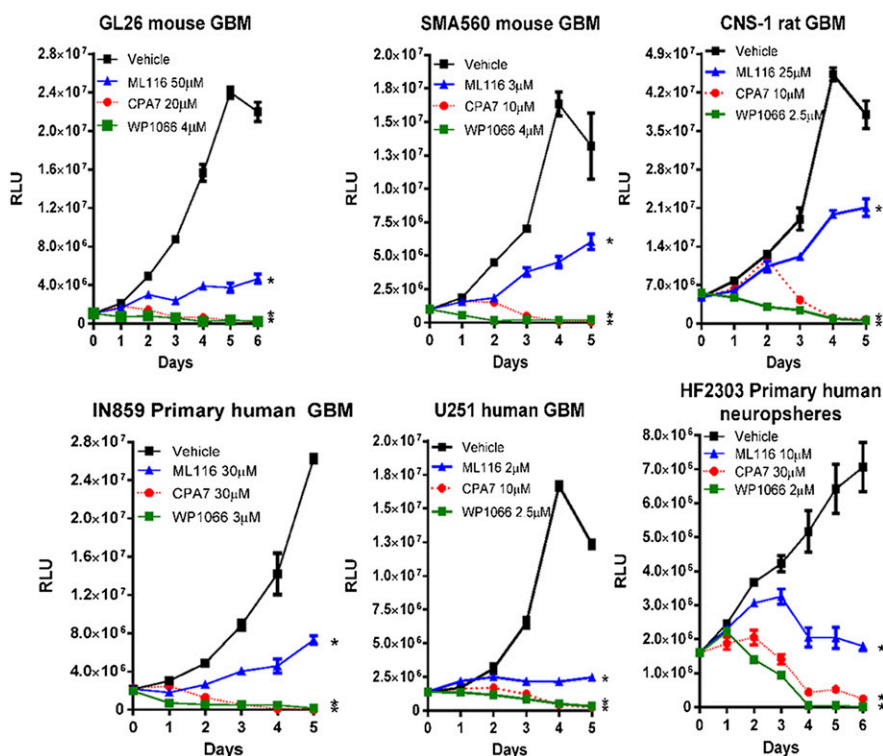 GL26 mouse GBM
2.8×10⁷
2.4×10⁷
2.0×10⁷
1.6×10⁷
1.2×10⁷
8.0×10⁶
4.0×10⁶
0
RLU
Vehicle
ML116 50µM
CPA7 20µM
WP1066 4µM
*
*
*
0 1 2 3 4 5 6
Days
SMA560 mouse GBM
2.0×10⁷
1.8×10⁷
1.5×10⁷
1.3×10⁷
1.0×10⁷
7.5×10⁶
5.0×10⁶
2.5×10⁶
0
RLU
Vehicle
ML116 3µM
CPA7 10µM
WP1066 4µM
*
*
*
0 1 2 3 4 5
Days
CNS-1 rat GBM
4.9×10⁷
4.2×10⁷
3.5×10⁷
2.8×10⁷
2.1×10⁷
1.4×10⁷
7.0×10⁶
0
RLU
Vehicle
ML116 25µM
CPA7 10µM
WP1066 2.5µM
*
*
*
0 1 2 3 4 5
Days
IN859 Primary human GBM
2.8×10⁷
2.4×10⁷
2.0×10⁷
1.6×10⁷
1.2×10⁷
8.0×10⁶
4.0×10⁶
0
RLU
Vehicle
ML116 30µM
CPA7 30µM
WP1066 3µM
*
*
*
0 1 2 3 4 5
Days
U251 human GBM
2.0×10⁷
1.8×10⁷
1.5×10⁷
1.3×10⁷
1.0×10⁷
7.5×10⁶
5.0×10⁶
2.5×10⁶
0
RLU
Vehicle
ML116 2µM
CPA7 10µM
WP1066 2.5µM
*
*
*
0 1 2 3 4 5
Days
HF2303 Primary human
neuropsheres
8.0×10⁶
7.0×10⁶
6.0×10⁶
5.0×10⁶
4.0×10⁶
3.0×10⁶
2.0×10⁶
1.0×10⁶
0
RLU
Vehicle
ML116 10µM
CPA7 30µM
WP1066 2µM
*
*
*
0 1 2 3 4 5 6
Days